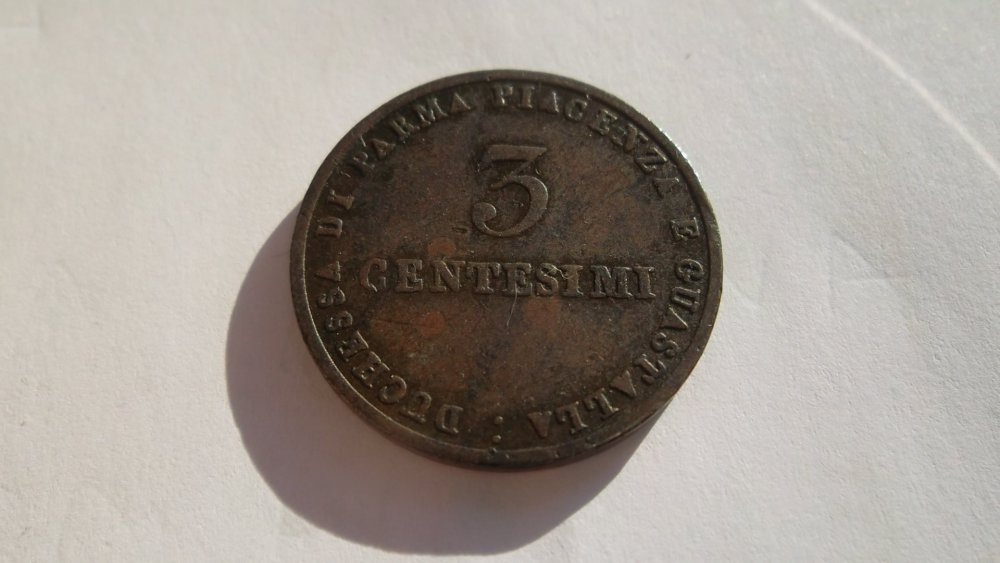 DUCHESSA DI PARMA PIACENZA E GUASTALLA :
3
CENTESIMI